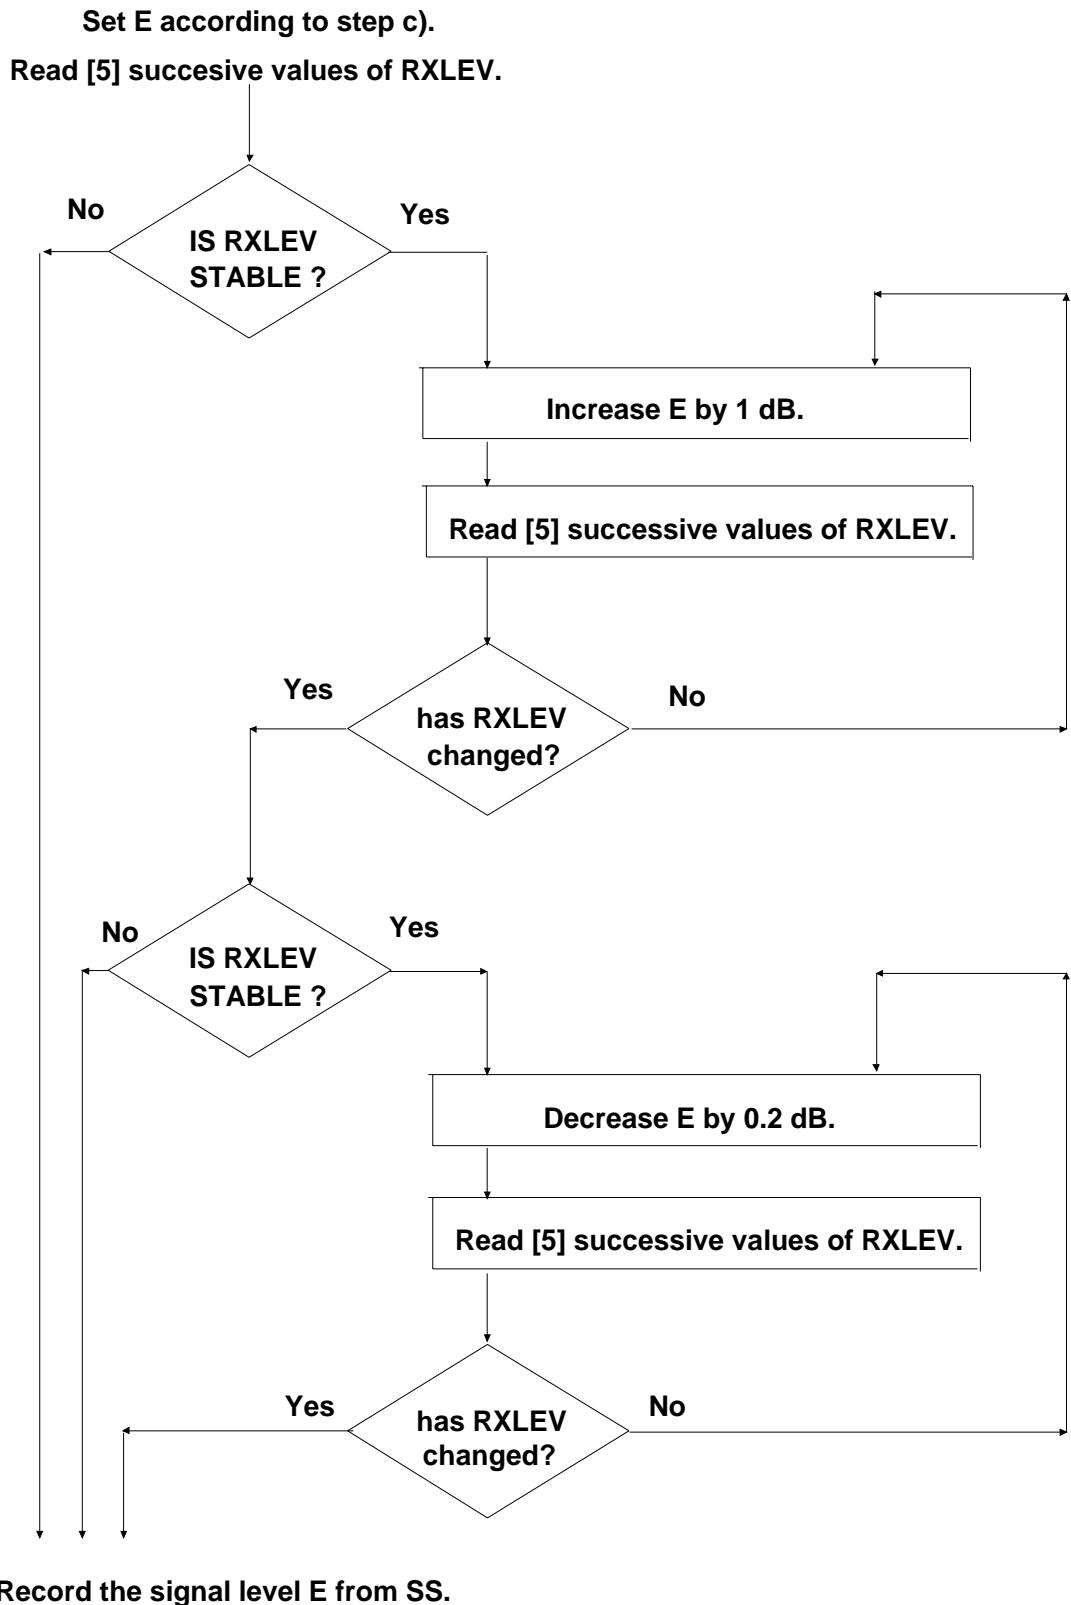 Set E according to step c).
Read [5] succesive values of RXLEV.
No
Yes
IS RXLEV
STABLE ?
Increase E by 1 dB.
Read [5] successive values of RXLEV.
Yes
No
has RXLEV
changed?
No
Yes
IS RXLEV
STABLE ?
Decrease E by 0.2 dB.
Read [5] successive values of RXLEV.
Yes
No
has RXLEV
changed?
Record the signal level E from SS.